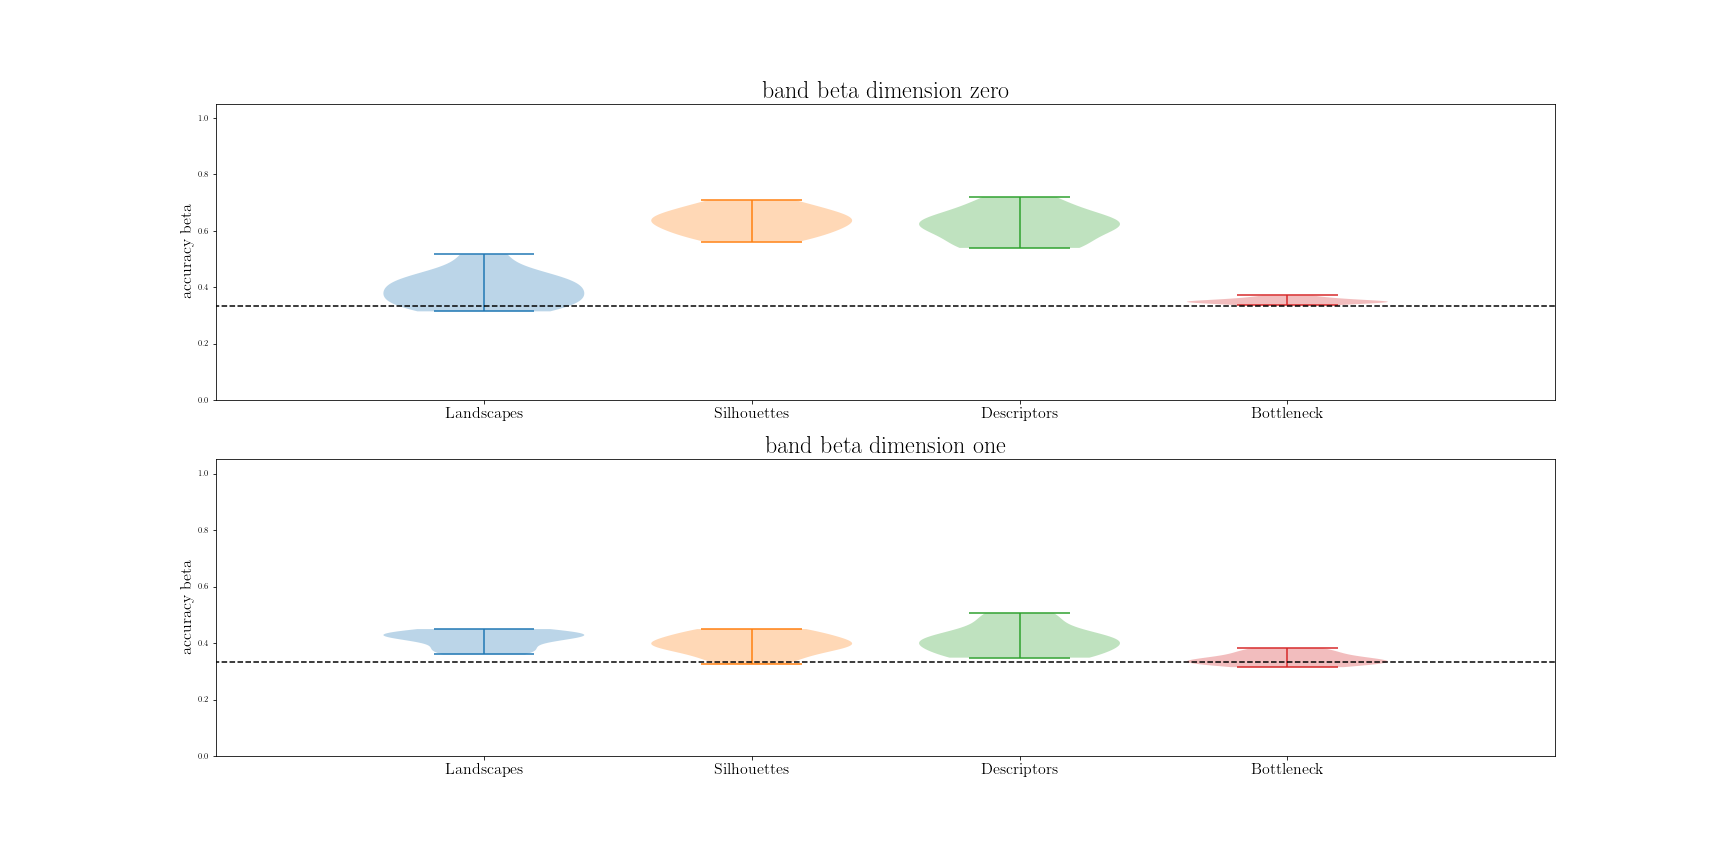 band beta dimension zero
accuracy beta
1.0
0.8
0.6
0.4
0.2
0.0
Landscapes Silhouettes Descriptors Bottleneck
band beta dimension one
accuracy beta
1.0
0.8
0.6
0.4
0.2
0.0
Landscapes Silhouettes Descriptors Bottleneck